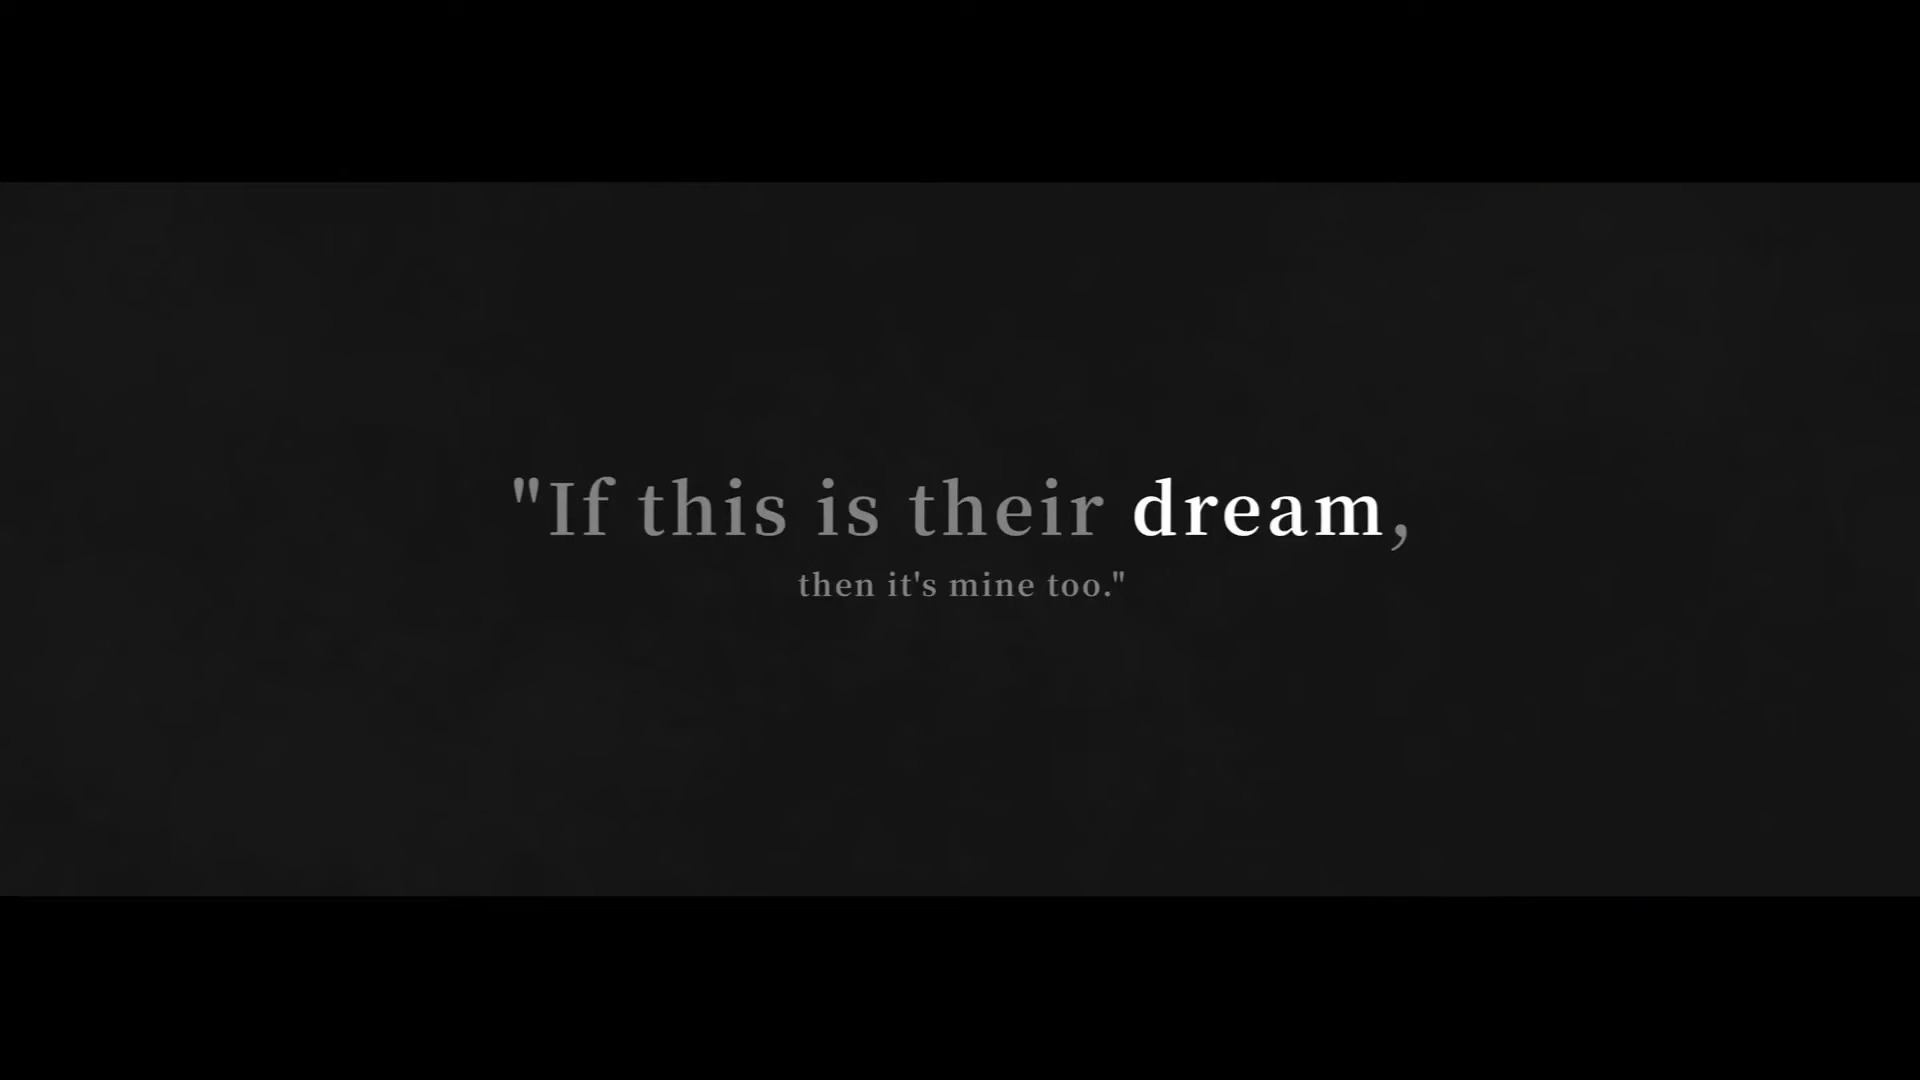 "If this is their dream,
then it's mine too."